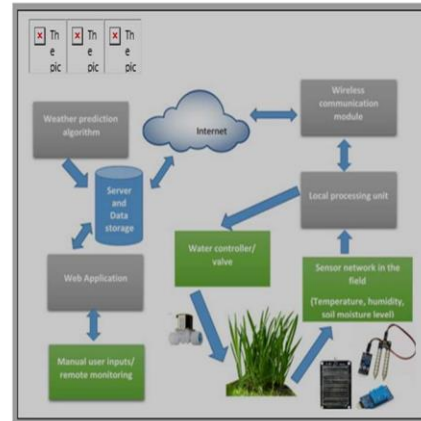 Th
e
pic
Th
e
pic
Th
e
pic
Wireless
communication
module
Weather prediction
algorithm
Internet
Server
and
Data
storage
Local processing unit
Water controller/
valve
Sensor network in the
field
(Temperature, humidity,
soil moisture level)
Web Application
Manual user inputs/
remote monitoring